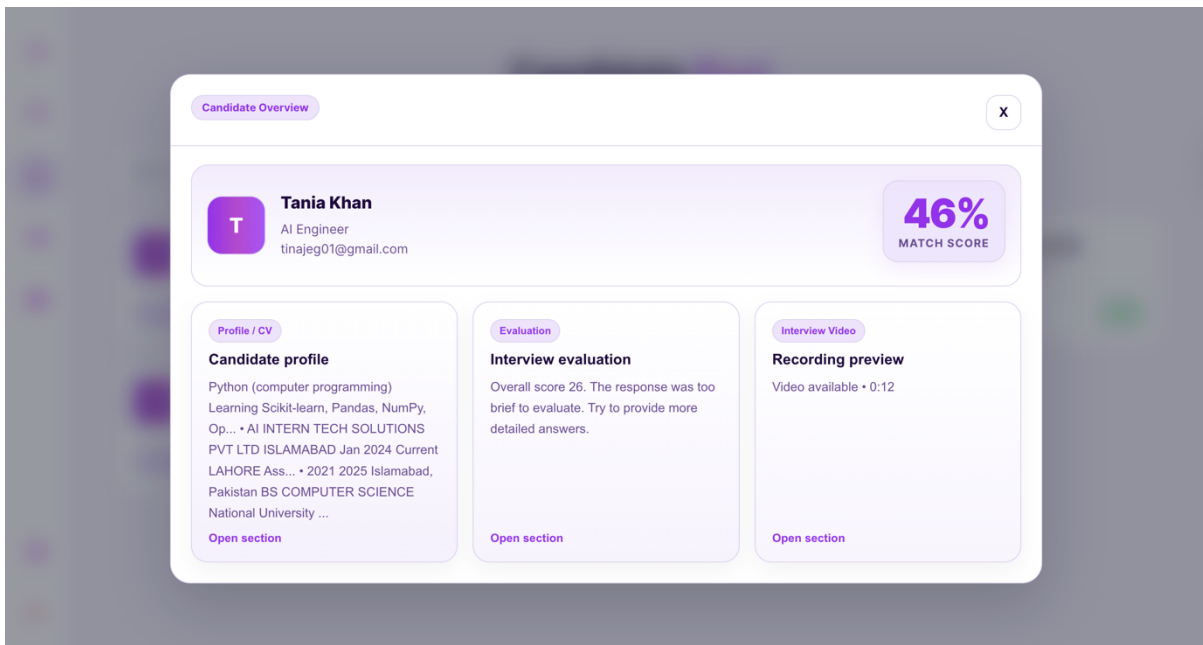 Candidate Overview
X
T
Tania Khan
AI Engineer
tinajeg01@gmail.com
46%
MATCH SCORE
Profile / CV
Candidate profile
Python (computer programming)
Learning Scikit-learn, Pandas, NumPy,
Op... • AI INTERN TECH SOLUTIONS
PVT LTD ISLAMABAD Jan 2024 Current
LAHORE Ass... • 2021 2025 Islamabad,
Pakistan BS COMPUTER SCIENCE
National University ...
Open section
Evaluation
Interview evaluation
Overall score 26. The response was too
brief to evaluate. Try to provide more
detailed answers.
Open section
Interview Video
Recording preview
Video available • 0:12
Open section